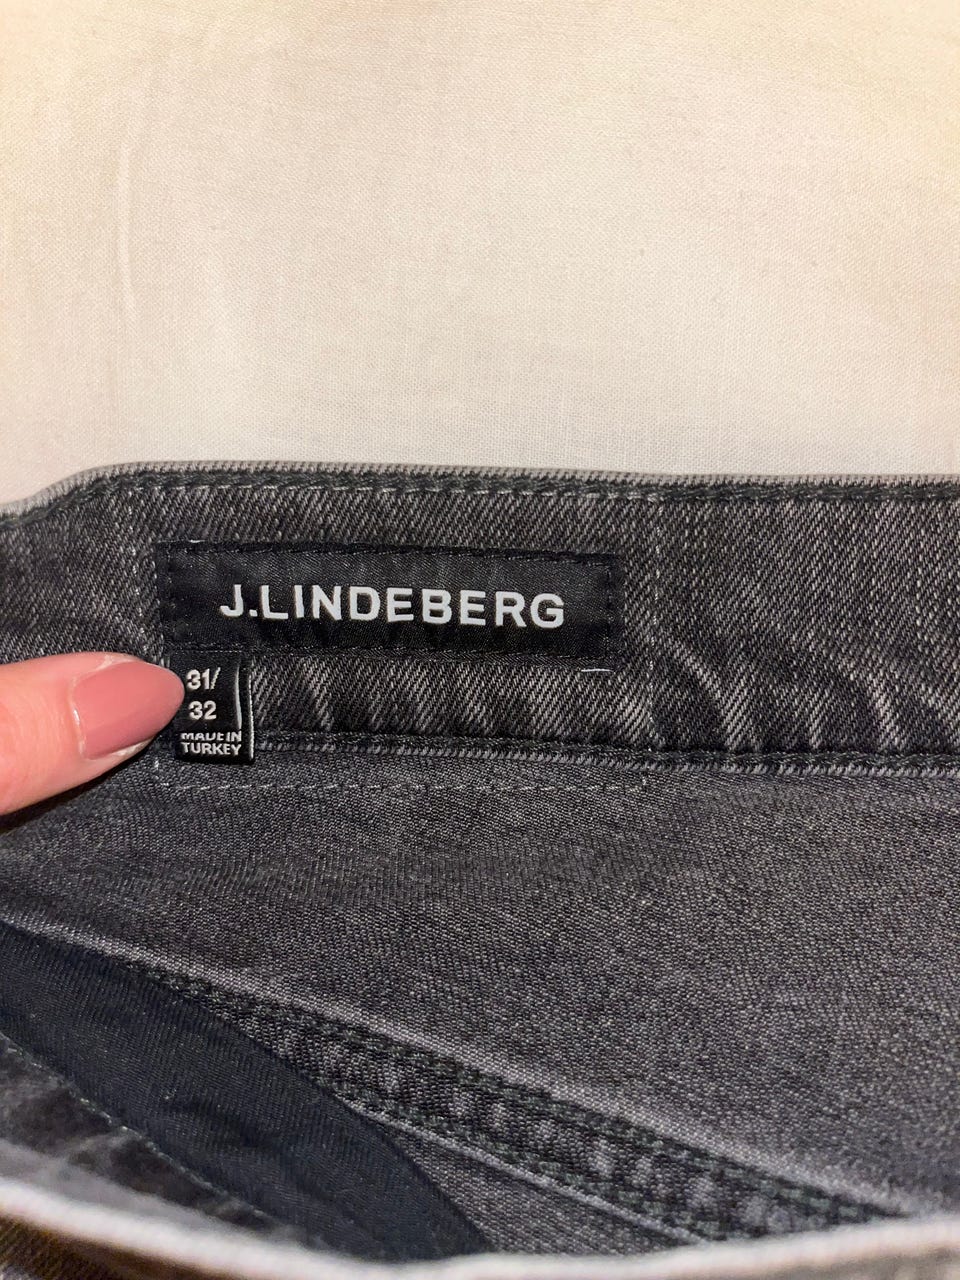 J.LINDEBERG
31/
32
MADE IN
TURKEY